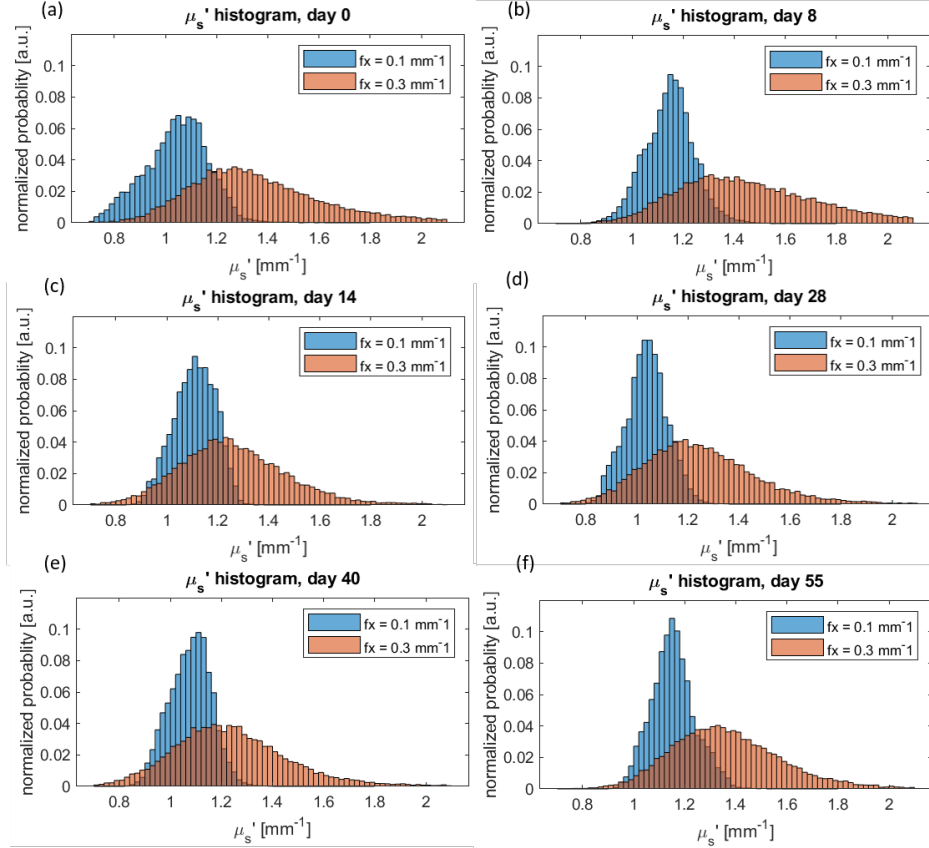 (a)
μs' histogram, day 0
normalized probablity [a.u.]
0.1
0.08
0.06
0.04
0.02
0
fx = 0.1 mm⁻¹
fx = 0.3 mm⁻¹
0.8 1 1.2 1.4 1.6 1.8 2
μs' [mm⁻¹]
(b)
μs' histogram, day 8
normalized probablity [a.u.]
0.1
0.08
0.06
0.04
0.02
0
fx = 0.1 mm⁻¹
fx = 0.3 mm⁻¹
0.8 1 1.2 1.4 1.6 1.8 2
μs' [mm⁻¹]
(c)
μs' histogram, day 14
normalized probablity [a.u.]
0.1
0.08
0.06
0.04
0.02
0
fx = 0.1 mm⁻¹
fx = 0.3 mm⁻¹
0.8 1 1.2 1.4 1.6 1.8 2
μs' [mm⁻¹]
(d)
μs' histogram, day 28
normalized probablity [a.u.]
0.1
0.08
0.06
0.04
0.02
0
fx = 0.1 mm⁻¹
fx = 0.3 mm⁻¹
0.8 1 1.2 1.4 1.6 1.8 2
μs' [mm⁻¹]
(e)
μs' histogram, day 40
normalized probablity [a.u.]
0.1
0.08
0.06
0.04
0.02
0
fx = 0.1 mm⁻¹
fx = 0.3 mm⁻¹
0.8 1 1.2 1.4 1.6 1.8 2
μs' [mm⁻¹]
(f)
μs' histogram, day 55
normalized probablity [a.u.]
0.1
0.08
0.06
0.04
0.02
0
fx = 0.1 mm⁻¹
fx = 0.3 mm⁻¹
0.8 1 1.2 1.4 1.6 1.8 2
μs' [mm⁻¹]